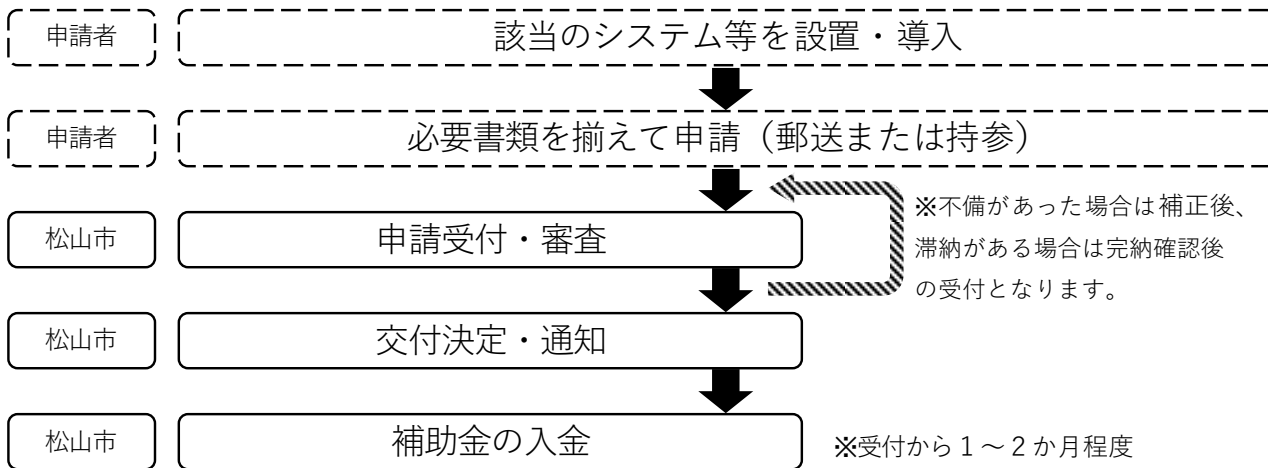 申請者
該当のシステム等を設置・導入
申請者
必要書類を揃えて申請（郵送または持参）
松山市
申請受付・審査
※不備があった場合は補正後、
滞納がある場合は完納確認後
の受付となります。
松山市
交付決定・通知
松山市
補助金の入金
※受付から１～２か月程度